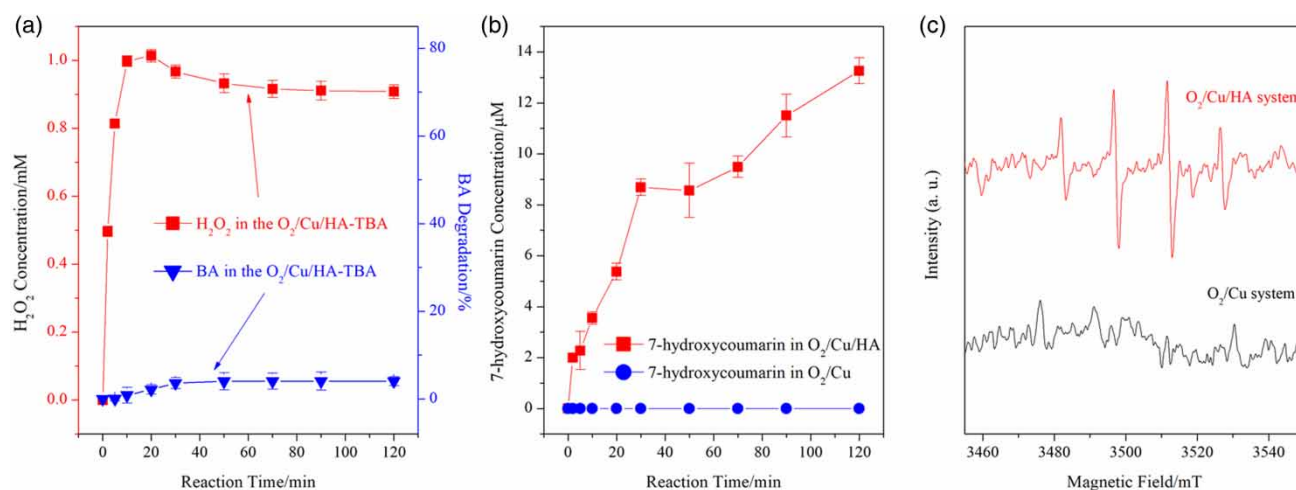 (a)
H₂O₂ Concentration/mM
1.0
0.8
0.6
0.4
0.2
0.0
H₂O₂ in the O₂/Cu/HA-TBA
BA in the O₂/Cu/HA-TBA
80
60
40
20
0
BA Degradation/%
0 20 40 60 80 100 120
Reaction Time/min
(b)
7-hydroxycoumarin Concentration/μM
14
12
10
8
6
4
2
0
7-hydroxycoumarin in O₂/Cu/HA
7-hydroxycoumarin in O₂/Cu
0 20 40 60 80 100 120
Reaction Time/min
(c)
Intensity (a. u.)
O₂/Cu/HA system
O₂/Cu system
3460 3480 3500 3520 3540
Magnetic Field/mT